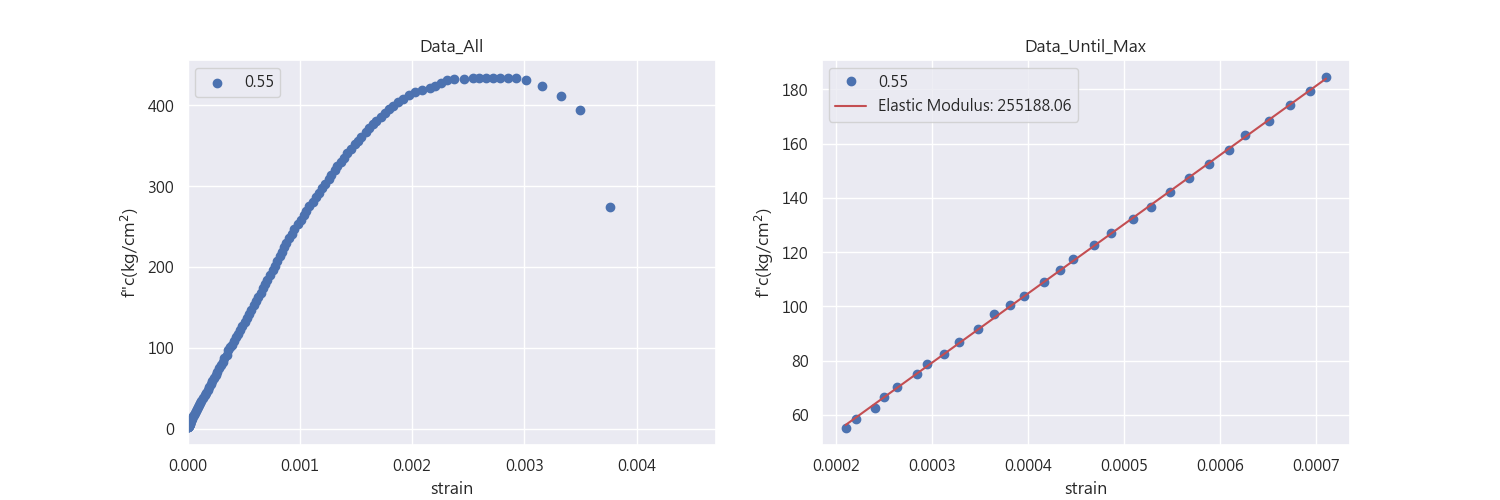 Data_All
0.55
400
300
200
100
0
f"c(kg/cm²)
0.000 0.001 0.002 0.003 0.004
strain
Data_Until_Max
0.55
Elastic Modulus: 255188.06
180
160
140
120
100
80
60
f"c(kg/cm²)
0.0002 0.0003 0.0004 0.0005 0.0006 0.0007
strain